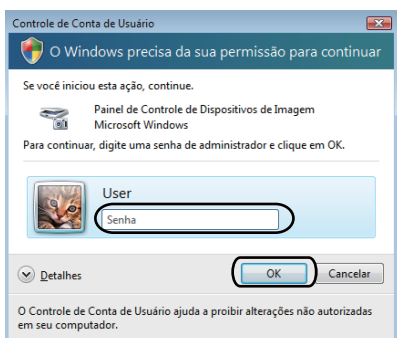 Controle de Conta de Usuário
O Windows precisa da sua permissão para continuar
Se você iniciou esta ação, continue.
Painel de Controle de Dispositivos de Imagem
Microsoft Windows
Para continuar, digite uma senha de administrador e clique em OK.
User
Senha
Detalhes
OK
Cancelar
O Controle de Conta de Usuário ajuda a proibir alterações não autorizadas
em seu computador.